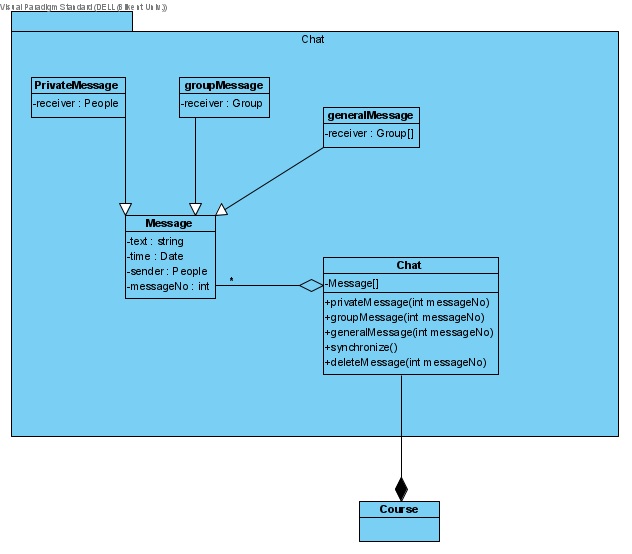 Visual Paradigm Standard (DELL (Bilkent Univ.))
Chat
PrivateMessage
-receiver : People
groupMessage
-receiver : Group
generalMessage
-receiver : Group[]
Message
-text : string
-time : Date
-sender : People
-messageNo : int
*
Chat
-Message[]
+privateMessage(int messageNo)
+groupMessage(int messageNo)
+generalMessage(int messageNo)
+synchronize()
+deleteMessage(int messageNo)
Course